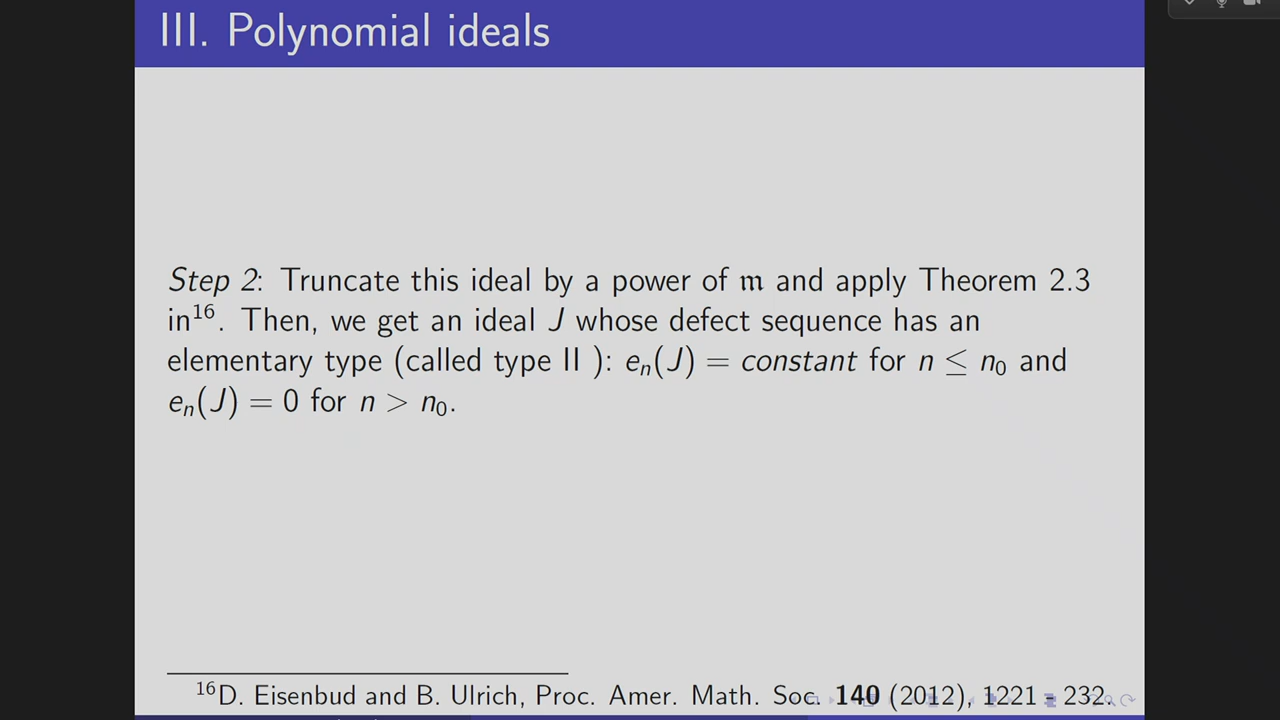 III. Polynomial ideals
Step 2: Truncate this ideal by a power of 𝔪 and apply Theorem 2.3
in¹⁶. Then, we get an ideal J whose defect sequence has an
elementary type (called type II ): eₙ(J) = constant for n ≤ n₀ and
eₙ(J) = 0 for n > n₀.
¹⁶D. Eisenbud and B. Ulrich, Proc. Amer. Math. Soc. 140 (2012), 1221 - 232.